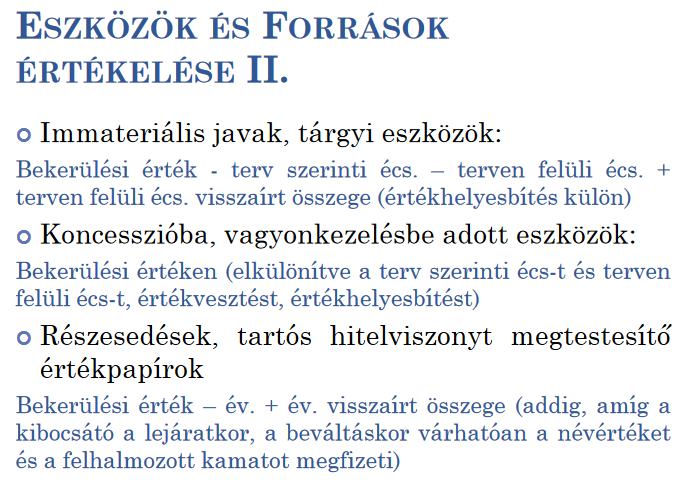 ESZKÖZÖK ÉS FORRÁSOK
ÉRTÉKELÉSE II.
Immateriális javak, tárgyi eszközök:
Bekerülési érték - terv szerinti écs. – terven felüli écs. +
terven felüli écs. visszaírt összege (értékhelyesbítés külön)
Koncesszióba, vagyonkezelésbe adott eszközök:
Bekerülési értéken (elkülönítve a terv szerinti écs-t és terven
felüli écs-t, értékvesztést, értékhelyesbítést)
Részesedések, tartós hitelviszonyt megtestesítő
értékpapírok
Bekerülési érték – év. + év. visszaírt összege (addig, amíg a
kibocsátó a lejáratkor, a beváltáskor várhatóan a névértéket
és a felhalmozott kamatot megfizeti)